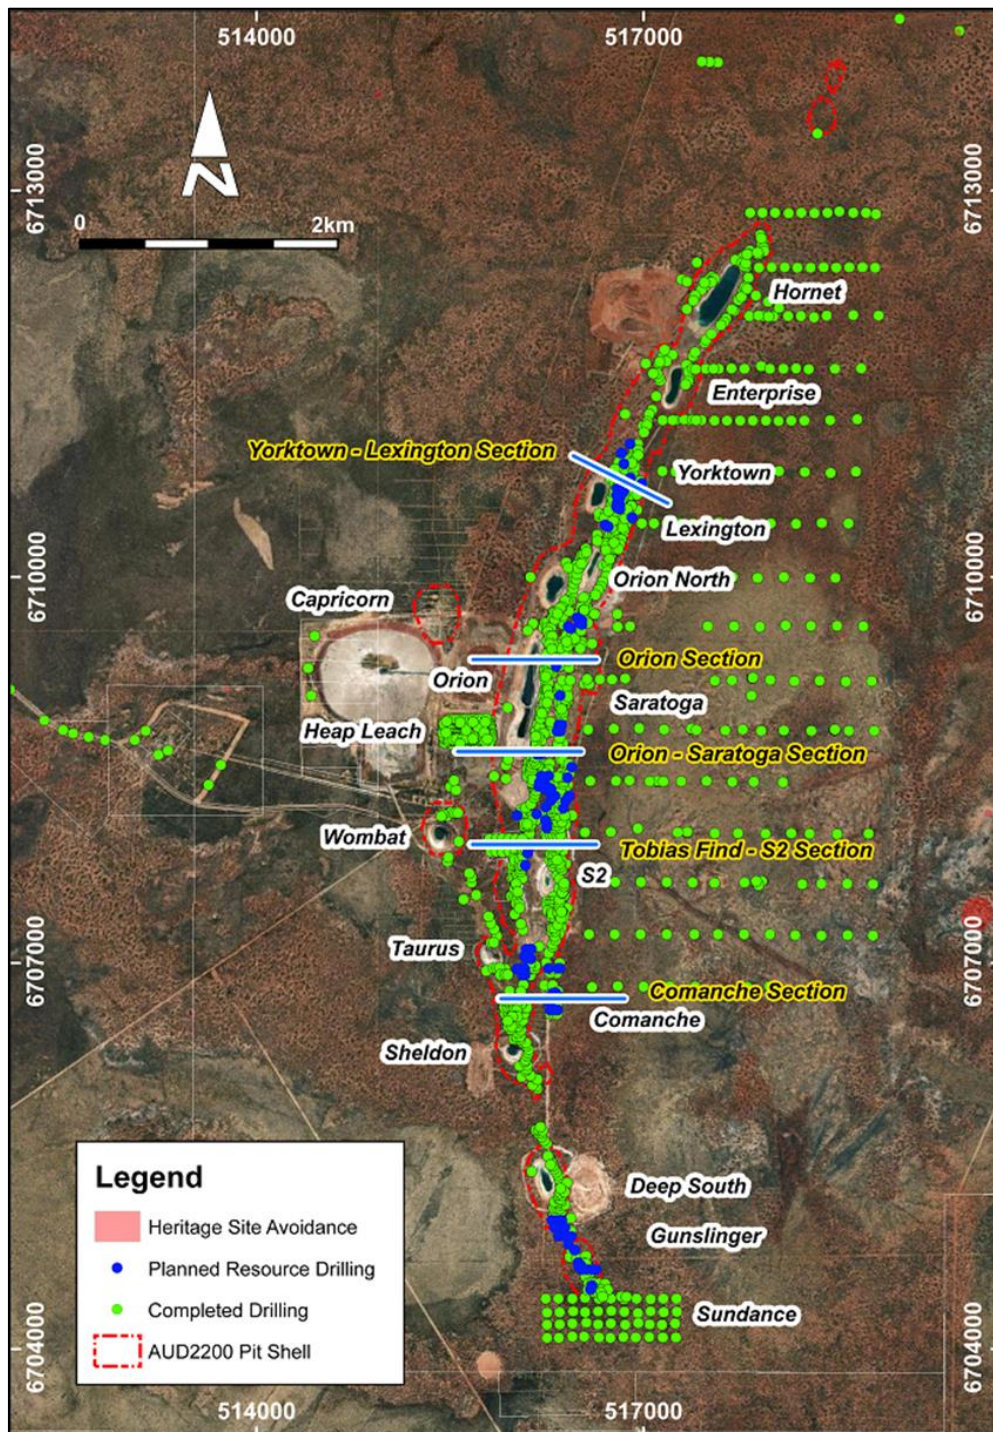 514000
517000
6713000
6713000
N
0
2km
Hornet
Enterprise
Yorktown - Lexington Section
Yorktown
Lexington
6710000
6710000
Orion North
Capricorn
Orion Section
Orion
Saratoga
Heap Leach
Orion - Saratoga Section
Wombat
Tobias Find - S2 Section
S2
6707000
6707000
Taurus
Comanche Section
Comanche
Sheldon
Legend
Heritage Site Avoidance
Planned Resource Drilling
Completed Drilling
AUD2200 Pit Shell
Deep South
Gunslinger
Sundance
6704000
6704000
514000
517000